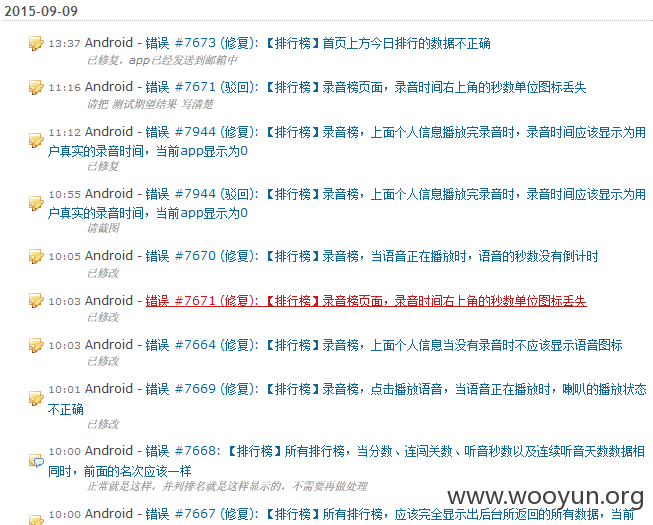 2015-09-09
13:37 Android - 错误 #7673 (修复): 【排行榜】首页上方今日排行的数据不正确
已修复，app已经发送到邮箱中
11:16 Android - 错误 #7671 (驳回): 【排行榜】录音榜页面，录音时间右上角的秒数单位图标丢失
请把 测试期望结果 写清楚
11:12 Android - 错误 #7944 (修复): 【排行榜】录音榜，上面个人信息播放完录音时，录音时间应该显示为用
户真实的录音时间，当前app显示为0
已修复
10:55 Android - 错误 #7944 (驳回): 【排行榜】录音榜，上面个人信息播放完录音时，录音时间应该显示为用
户真实的录音时间，当前app显示为0
请截图
10:05 Android - 错误 #7670 (修复): 【排行榜】录音榜，当语音正在播放时，语音的秒数没有倒计时
已修改
10:03 Android - 错误 #7671 (修复): 【排行榜】录音榜页面，录音时间右上角的秒数单位图标丢失
已修改
10:03 Android - 错误 #7664 (修复): 【排行榜】录音榜，上面个人信息当没有录音时不应该显示语音图标
已修改
10:01 Android - 错误 #7669 (修复): 【排行榜】录音榜，点击播放语音，当语音正在播放时，喇叭的播放状态
不正确
已修改
10:00 Android - 错误 #7668: 【排行榜】所有排行榜，当分数、连闯关数、听音秒数以及连续听音天数数据相
同时，前面的名次应该一样
正常就是这样，并列排名就是这样显示的，不需要再做处理
www.wooyun.org
10:00 Android - 错误 #7667 (修复): 【排行榜】所有排行榜，应该完全显示出后台所返回的所有数据，当前